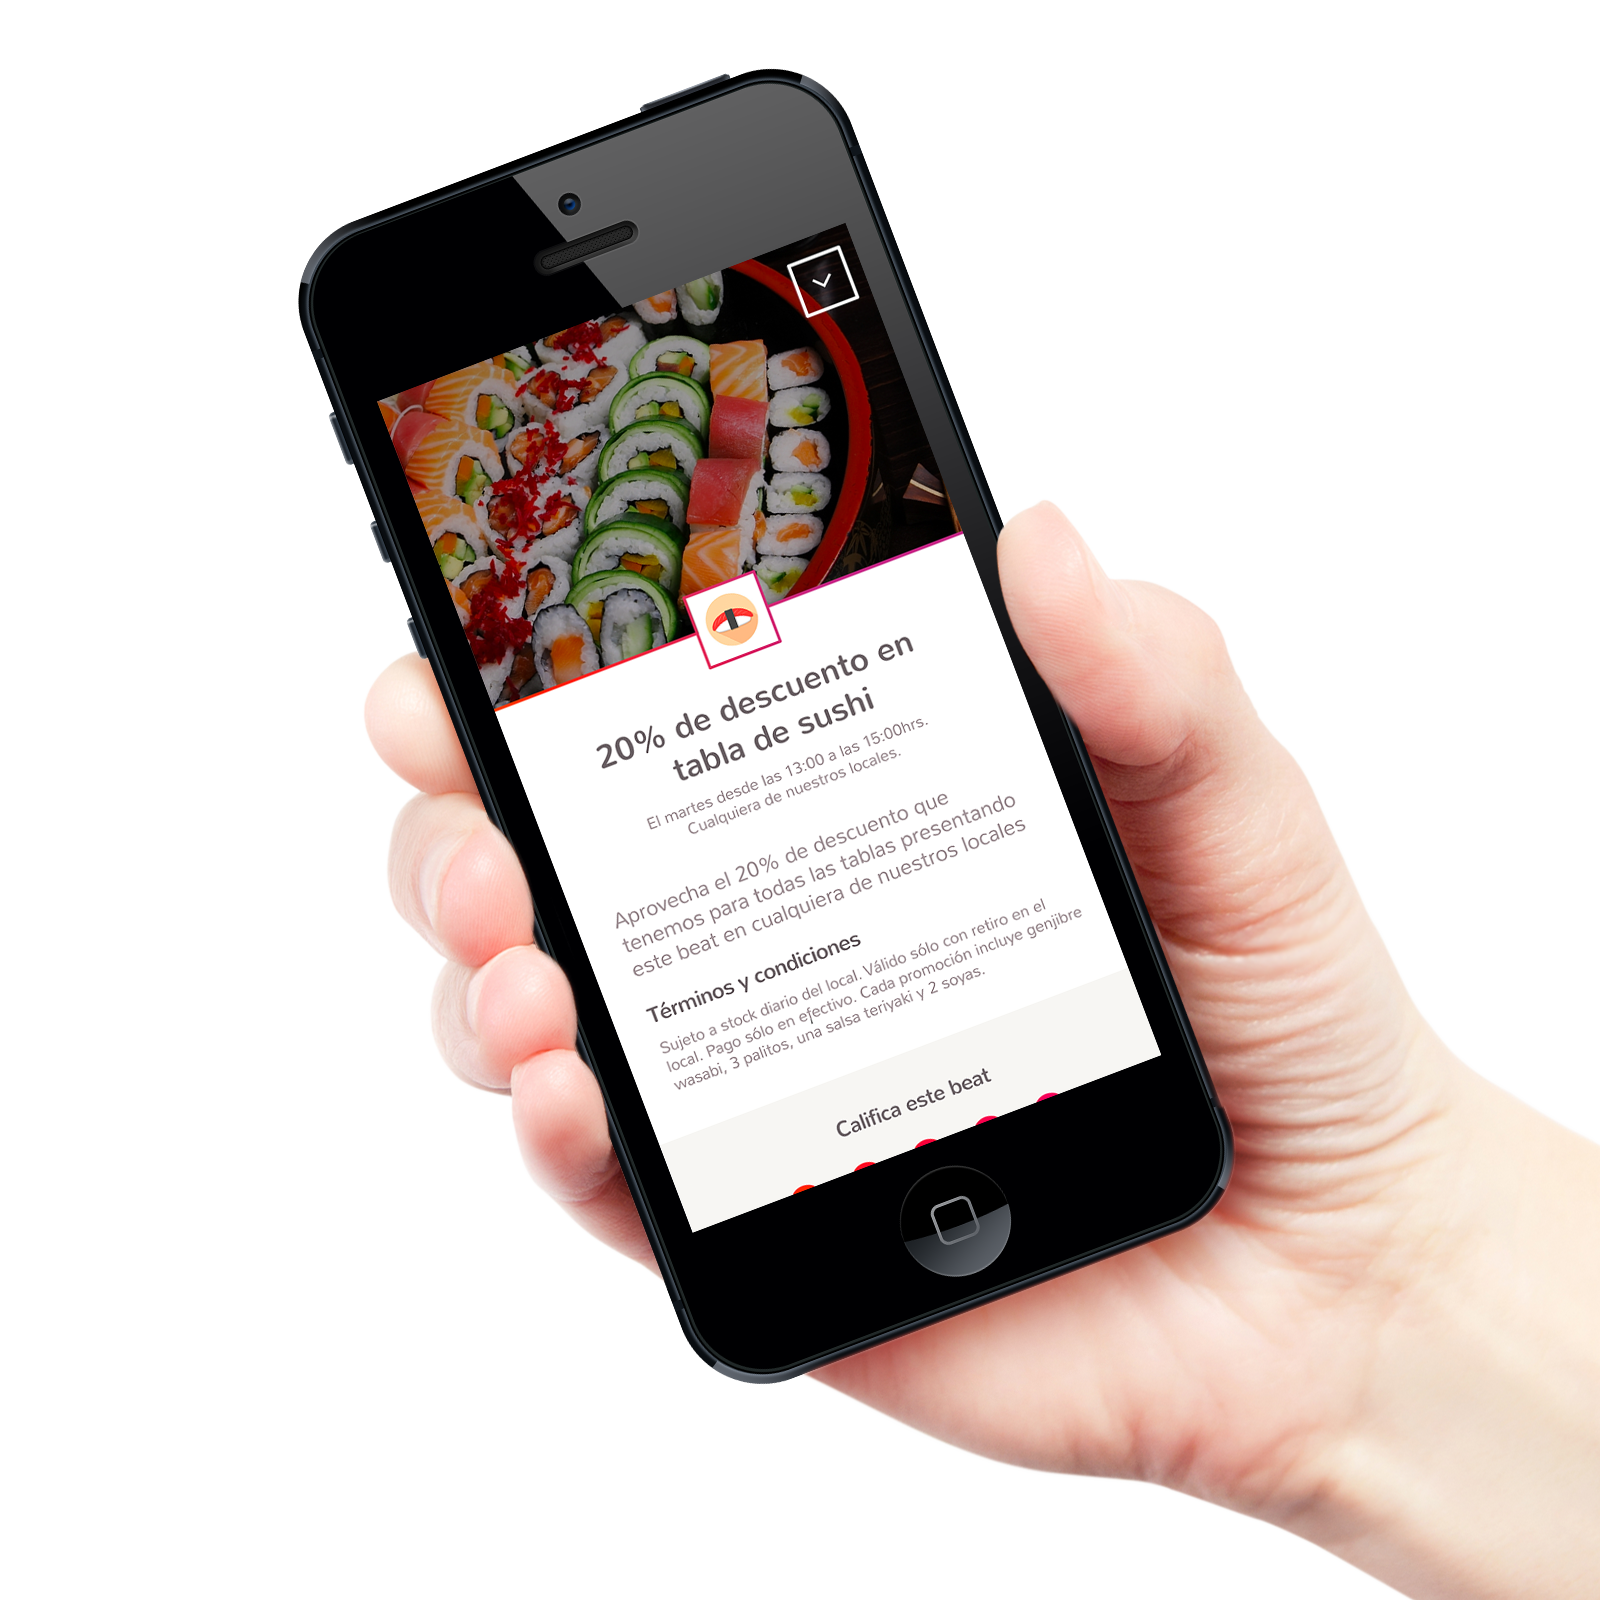 20% de descuento en
tabla de sushi
El martes desde las 13:00 a las 15:00hrs.
Cualquiera de nuestros locales.
Aprovecha el 20% de descuento que
tenemos para todas las tablas presentando
este beat en cualquiera de nuestros locales
Términos y condiciones
Sujeto a stock diario del local. Válido sólo con retiro en el
local. Pago sólo en efectivo. Cada promoción incluye genjibre
wasabi, 3 palitos, una salsa teriyaki y 2 soyas.
Califica este beat